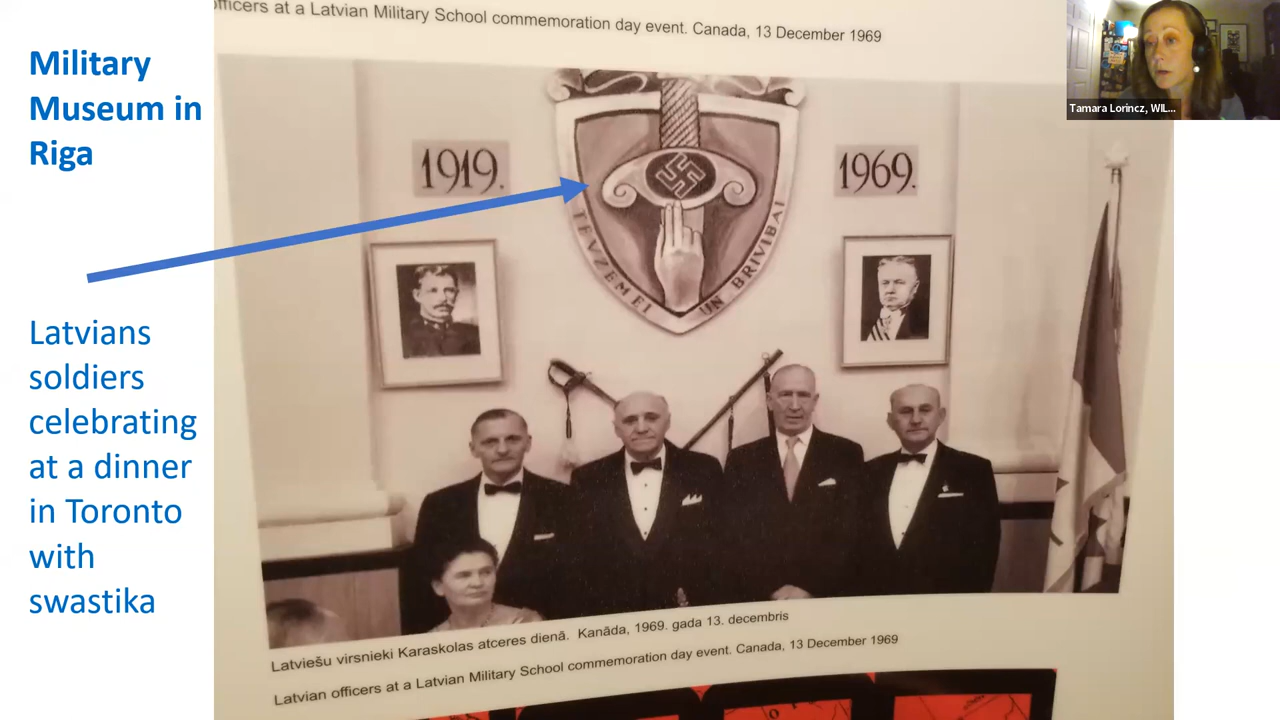 officers at a Latvian Military School commemoration day event. Canada, 13 December 1969
Military
Museum in
Riga
Tamara Lorincz, WIL...
1919.
1969.
TEVZEMEI UN BRIVIBAI
Latvians
soldiers
celebrating
at a dinner
in Toronto
with
swastika
Latviešu virsnieki Karaskolas atceres dienā. Kanāda, 1969. gada 13. decembris
Latvian officers at a Latvian Military School commemoration day event. Canada, 13 December 1969